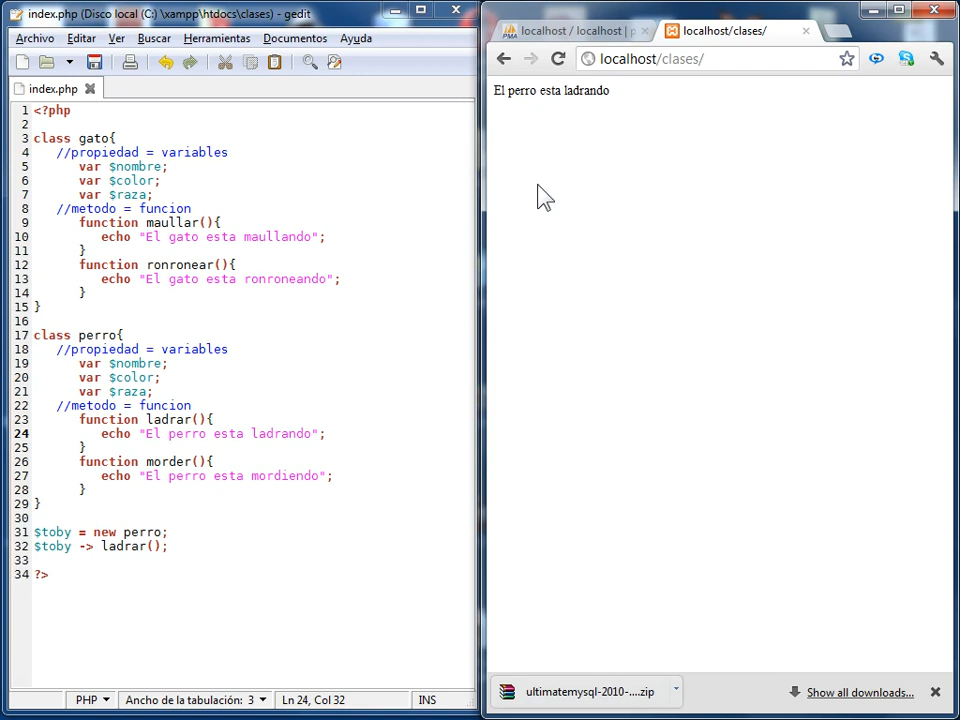 index.php (Disco local (C:) \xampp\htdocs\clases) - gedit
Archivo Editar Ver Buscar Herramientas Documentos Ayuda
index.php
1 <?php
2
3 class gato{
4 //propiedad = variables
5 var $nombre;
6 var $color;
7 var $raza;
8 //metodo = funcion
9 function maullar(){
10 echo "El gato esta maullando";
11 }
12 function ronronear(){
13 echo "El gato esta ronroneando";
14 }
15 }
16
17 class perro{
18 //propiedad = variables
19 var $nombre;
20 var $color;
21 var $raza;
22 //metodo = funcion
23 function ladrar(){
24 echo "El perro esta ladrando";
25 }
26 function morder(){
27 echo "El perro esta mordiendo";
28 }
29 }
30
31 $toby = new perro;
32 $toby -> ladrar();
33
34 ?>
PHP Ancho de la tabulación: 3 Ln 24, Col 32 INS
PMA localhost / localhost | p localhost/clases/
localhost/clases/
El perro esta ladrando
ultimatemysql-2010-....zip Show all downloads...